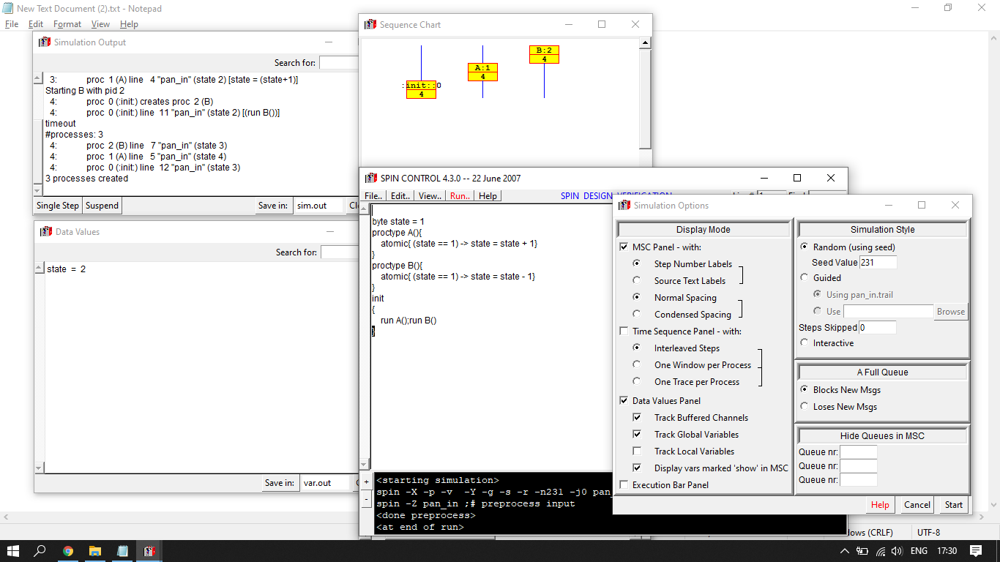 New Text Document (2).txt - Notepad
File Edit Format View Help
Simulation Output
Search for:
3: proc 1 (A) line 4 "pan_in" (state 2) [state = (state+1)]
Starting B with pid 2
4: proc 0 (:init:) creates proc 2 (B)
4: proc 0 (:init:) line 11 "pan_in" (state 2) [(run B())]
timeout
#processes: 3
4: proc 2 (B) line 7 "pan_in" (state 3)
4: proc 1 (A) line 5 "pan_in" (state 4)
4: proc 0 (:init:) line 12 "pan_in" (state 3)
3 processes created
Single Step Suspend Save in: sim.out
Data Values
Search for:
state = 2
Save in: var.out
Sequence Chart
B:2
4
A:1
4
:init::0
4
SPIN CONTROL 4.3.0 -- 22 June 2007
File.. Edit.. View.. Run.. Help SPIN DESIGN VERIFICATION
byte state = 1
proctype A(){
atomic{ (state == 1) -> state = state + 1}
}
proctype B(){
atomic{ (state == 1) -> state = state - 1}
}
init
{
run A();run B()
}
+
-
<starting simulation>
spin -X -p -v -Y -g -s -r -n231 -j0 pan_
spin -Z pan_in ;# preprocess input
<done preprocess>
<at end of run>
Simulation Options
Display Mode
MSC Panel - with:
Step Number Labels
Source Text Labels
Normal Spacing
Condensed Spacing
Time Sequence Panel - with:
Interleaved Steps
One Window per Process
One Trace per Process
Data Values Panel
Track Buffered Channels
Track Global Variables
Track Local Variables
Display vars marked 'show' in MSC
Execution Bar Panel
Simulation Style
Random (using seed)
Seed Value 231
Guided
Using pan_in.trail
Use Browse
Steps Skipped 0
Interactive
A Full Queue
Blocks New Msgs
Loses New Msgs
Hide Queues in MSC
Queue nr:
Queue nr:
Queue nr:
Help Cancel Start
(CRLF) UTF-8
ENG 17:30